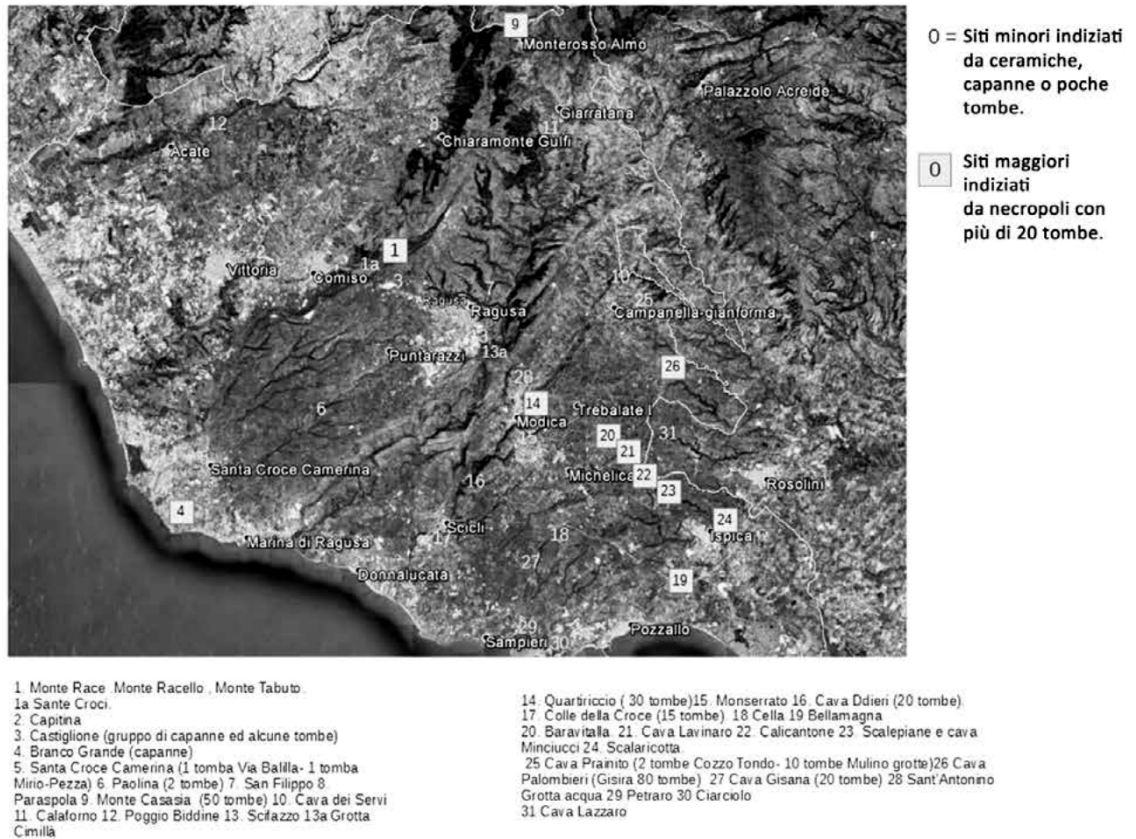 9
Monterosso Almo
0 = Siti minori indiziati
da ceramiche,
capanne o poche
tombe.
Palazzolo Acreide
Giarratana
12
8
11
Chiaramonte Gulfi
Acate
0 Siti maggiori
indiziati
da necropoli con
più di 20 tombe.
1
1a
Vittoria
Comiso
3
10
7
25
Ragusa
Ragusa
Campanella-gianforma
13a
Puntarazzi
26
28
14
6
Trebalate I
Modica
20
31
15
21
Santa Croce Camerina
Michelica
22
16
Rosolini
23
4
24
Scicli
17
18
Ispica
Marina di Ragusa
27
Donnalucata
19
29
Pozzallo
Sampieri
30
1. Monte Race .Monte Racello , Monte Tabuto.
1a Sante Croci.
2. Capitina
3. Castiglione (gruppo di capanne ed alcune tombe)
4. Branco Grande (capanne)
5. Santa Croce Camerina (1 tomba Via Balilla- 1 tomba
Mirio-Pezza) 6. Paolina (2 tombe) 7. San Filippo 8.
Paraspola 9. Monte Casasia (50 tombe) 10. Cava dei Servi
11. Calaforno 12. Poggio Biddine 13. Scifazzo 13a Grotta
Cimillà
14. Quartiriccio ( 30 tombe)15. Monserrato 16. Cava Ddieri (20 tombe).
17. Colle della Croce (15 tombe). 18 Cella 19 Bellamagna
20. Baravitalla. 21. Cava Lavinaro 22. Calicantone 23. Scalepiane e cava
Minciucci 24. Scalaricotta.
25 Cava Prainito (2 tombe Cozzo Tondo- 10 tombe Mulino grotte)26 Cava
Palombieri (Gisira 80 tombe) 27 Cava Gisana (20 tombe) 28 Sant'Antonino
Grotta acqua 29 Petraro 30 Ciarciolo
31 Cava Lazzaro